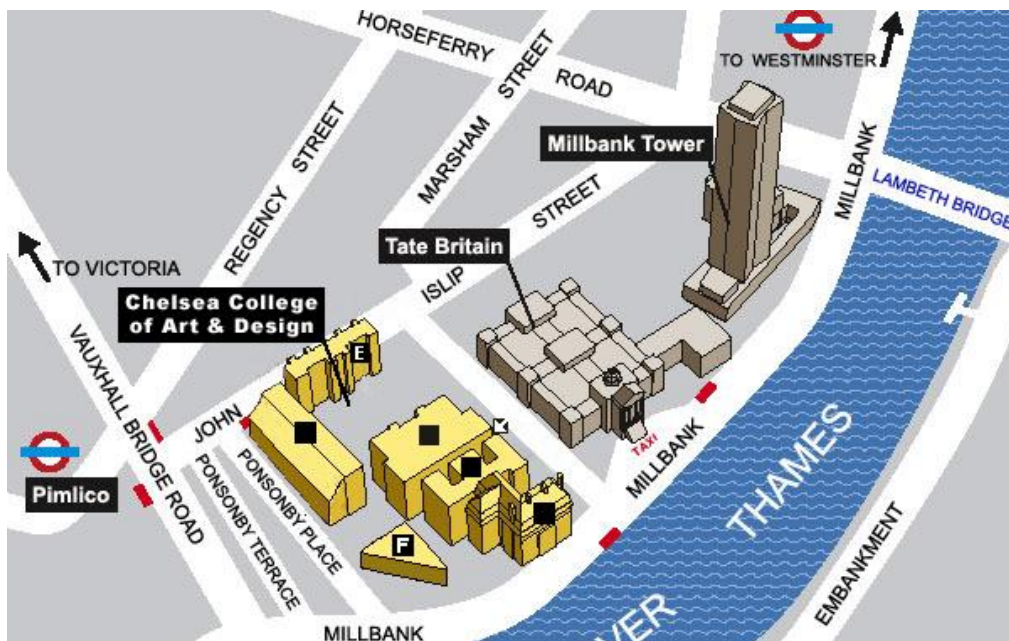 HORSEFERRY
ROAD
TO WESTMINSTER
REGENCY STREET
MARSHAM STREET
Millbank Tower
MILLBANK
LAMBETH BRIDGE
Tate Britain
TO VICTORIA
Chelsea College
of Art & Design
JOHN ISLIP STREET
VAUXHALL BRIDGE ROAD
E
TAXI
MILLBANK
Pimlico
PONSONBY PLACE
PONSONBY TERRACE
F
THAMES
EMBANKMENT
MILLBANK
VER